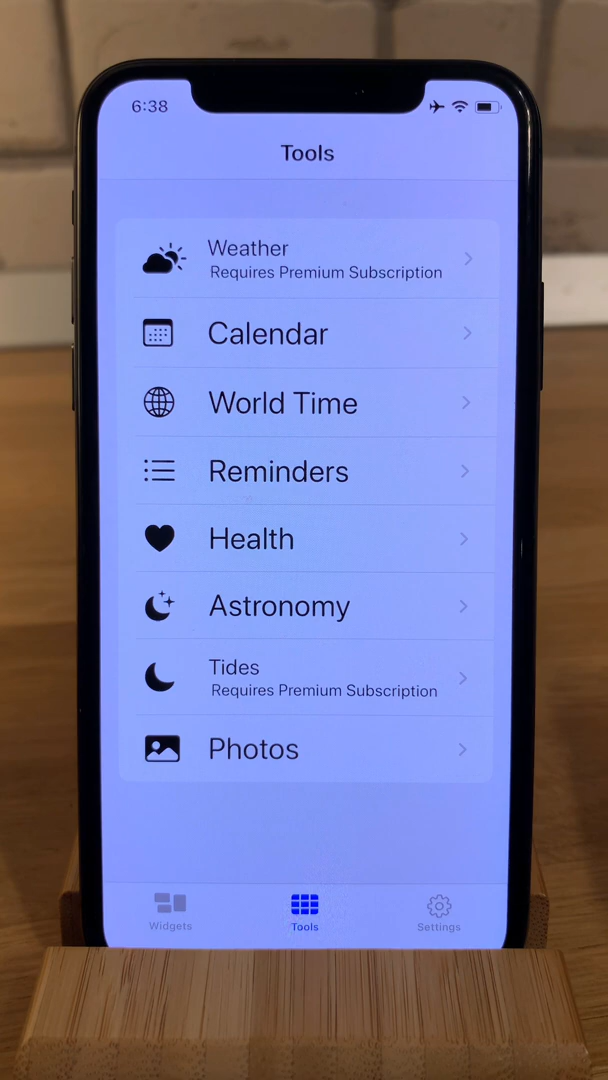 6:38
Tools
Weather
Requires Premium Subscription
Calendar
World Time
Reminders
Health
Astronomy
Tides
Requires Premium Subscription
Photos
Widgets
Tools
Settings